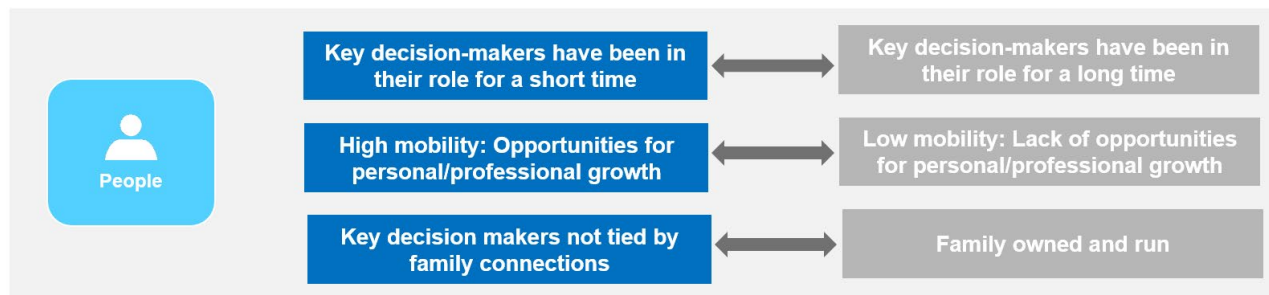 People
Key decision-makers have been in
their role for a short time
Key decision-makers have been in
their role for a long time
High mobility: Opportunities for
personal/professional growth
Low mobility: Lack of opportunities
for personal/professional growth
Key decision makers not tied by
family connections
Family owned and run